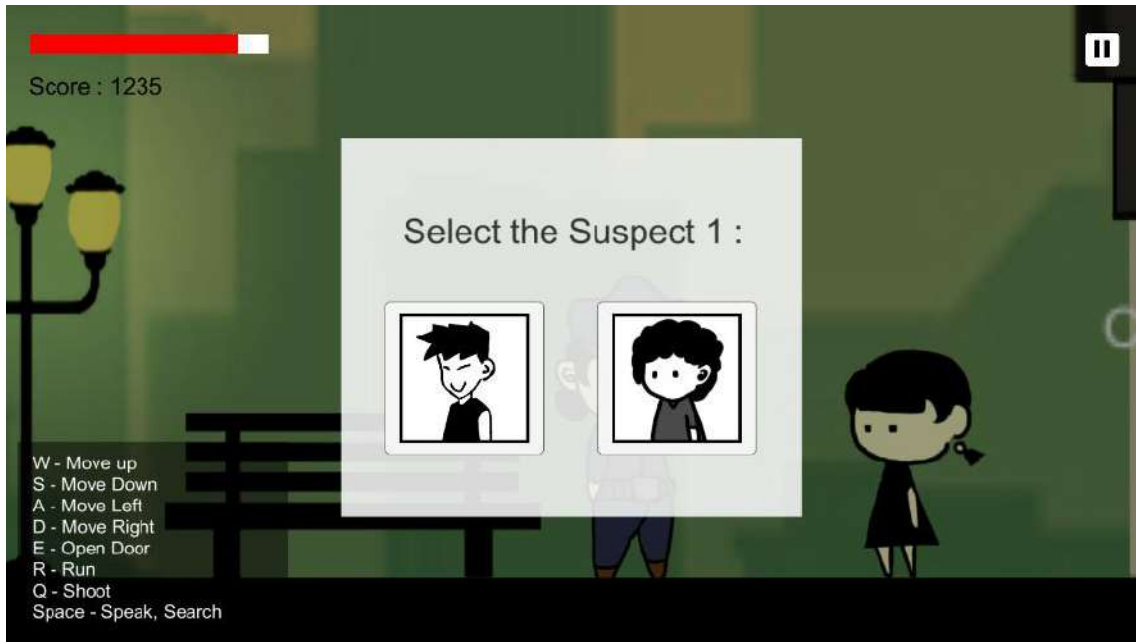 Score : 1235
Select the Suspect 1 :
W - Move up
S - Move Down
A - Move Left
D - Move Right
E - Open Door
R - Run
Q - Shoot
Space - Speak, Search